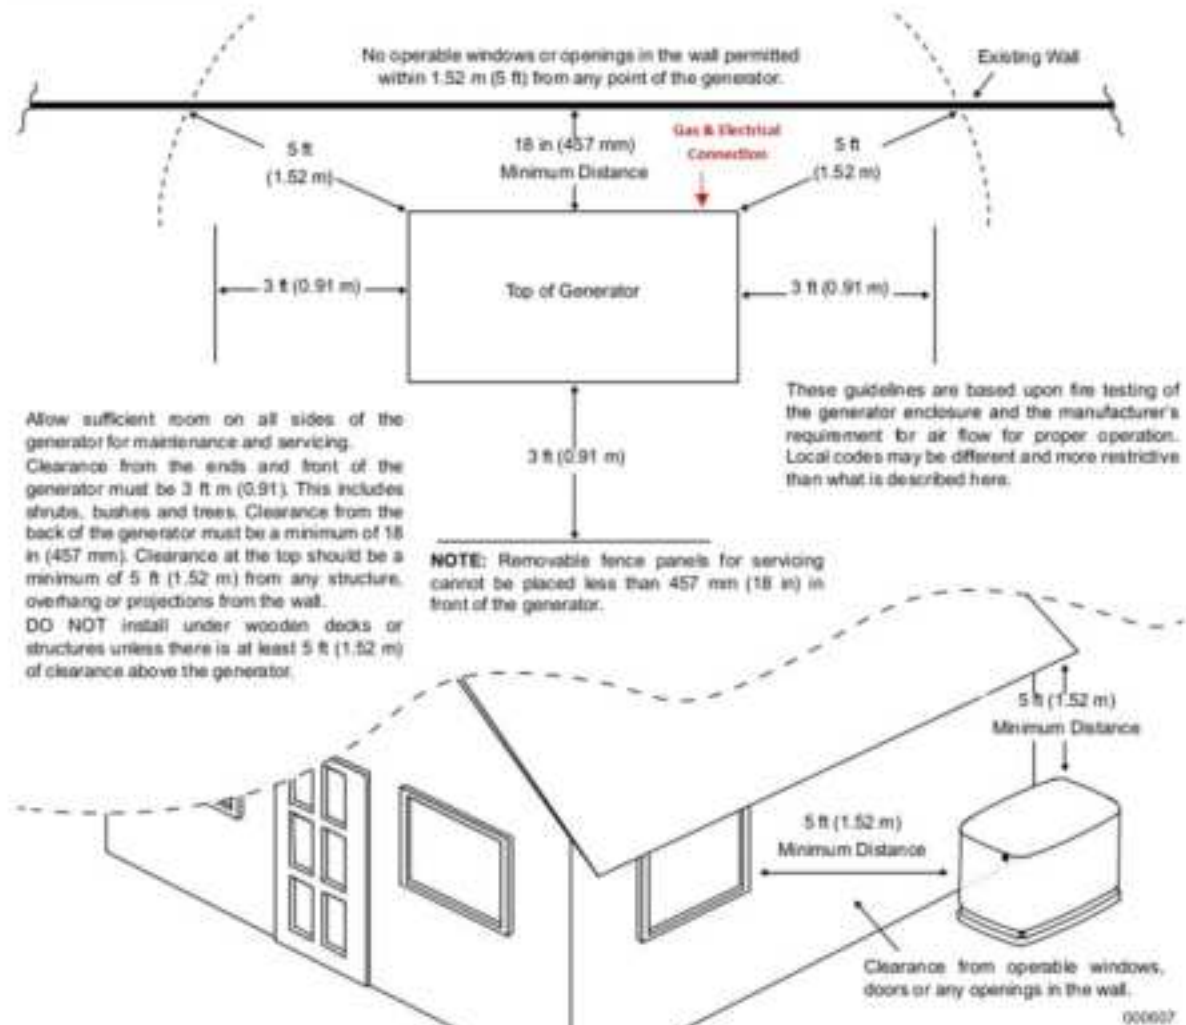 No operable windows or openings in the wall permitted
within 1.52 m (5 ft) from any point of the generator.
Existing Wall
5 ft
(1.52 m)
18 in (457 mm)
Minimum Distance
Gas & Electrical
Connection
5 ft
(1.52 m)
3 ft (0.91 m)
Top of Generator
3 ft (0.91 m)
3 ft (0.91 m)
Allow sufficient room on all sides of the
generator for maintenance and servicing.
Clearance from the ends and front of the
generator must be 3 ft m (0.91). This includes
shrubs, bushes and trees. Clearance from the
back of the generator must be a minimum of 18
in (457 mm). Clearance at the top should be a
minimum of 5 ft (1.52 m) from any structure,
overhang or projections from the wall.
DO NOT install under wooden decks or
structures unless there is at least 5 ft (1.52 m)
of clearance above the generator.
These guidelines are based upon fire testing of
the generator enclosure and the manufacturer's
requirement for air flow for proper operation.
Local codes may be different and more restrictive
than what is described here.
NOTE: Removable fence panels for servicing
cannot be placed less than 457 mm (18 in) in
front of the generator.
5 ft (1.52 m)
Minimum Distance
5 ft (1.52 m)
Minimum Distance
Clearance from operable windows,
doors or any openings in the wall.
000607